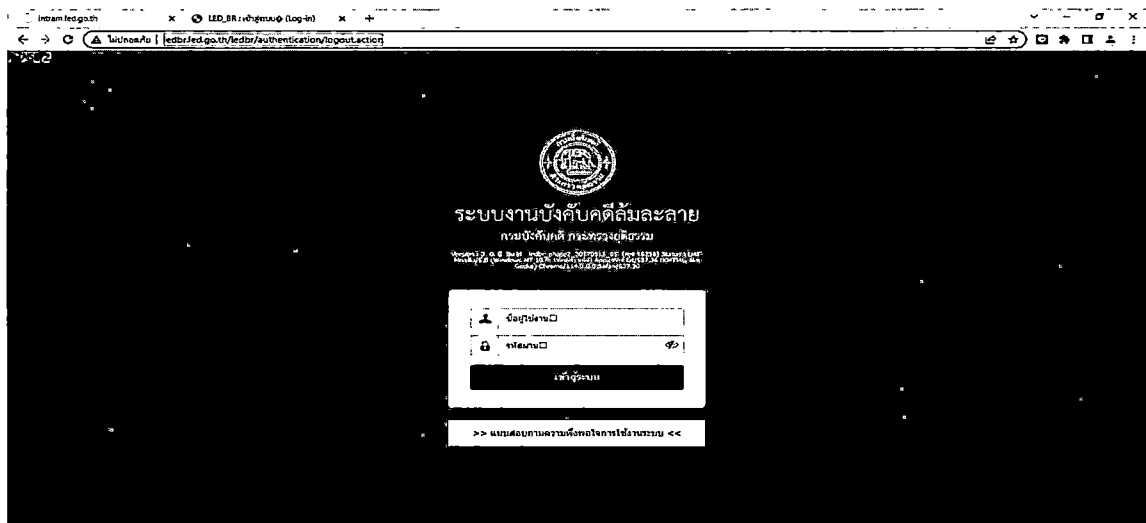 intram.led.go.th
LED_BR : เข้าสู่ระบบ (Log-in)
ไม่ปลอดภัย
ledbr.led.go.th/ledbr/authentication/logout.action
ระบบงานบังคับคดีล้มละลาย
กรมบังคับคดี กระทรวงยุติธรรม
ชื่อผู้ใช้งาน
รหัสผ่าน
เข้าสู่ระบบ
>> แบบสอบถามความพึงพอใจการใช้งานระบบ <<